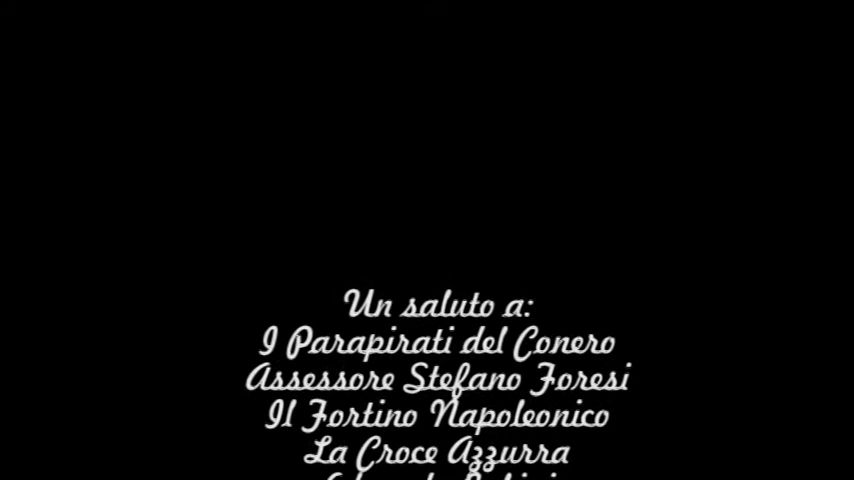 Un saluto a:
I Parapirati del Conero
Assessore Stefano Foresi
Il Fortino Napoleonico
La Croce Azzurra